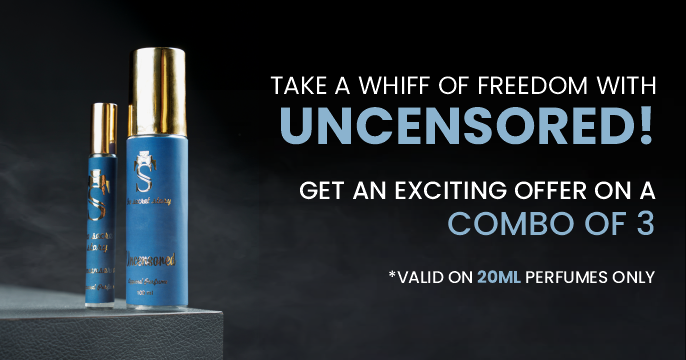 TAKE A WHIFF OF FREEDOM WITH
UNCENSORED!
GET AN EXCITING OFFER ON A
COMBO OF 3
*VALID ON 20ML PERFUMES ONLY
S
Uncensored